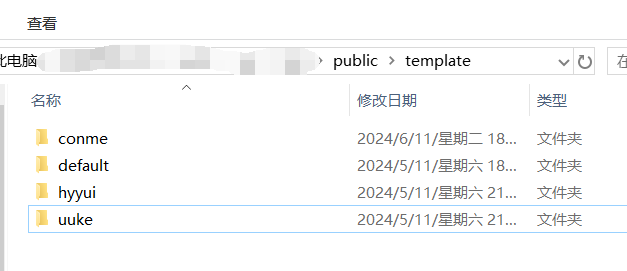 查看
此电脑 › public › template
在
名称 修改日期 类型
conme 2024/6/11/星期二 18... 文件夹
default 2024/5/11/星期六 18... 文件夹
hyyui 2024/5/11/星期六 21... 文件夹
uuke 2024/5/11/星期六 21... 文件夹